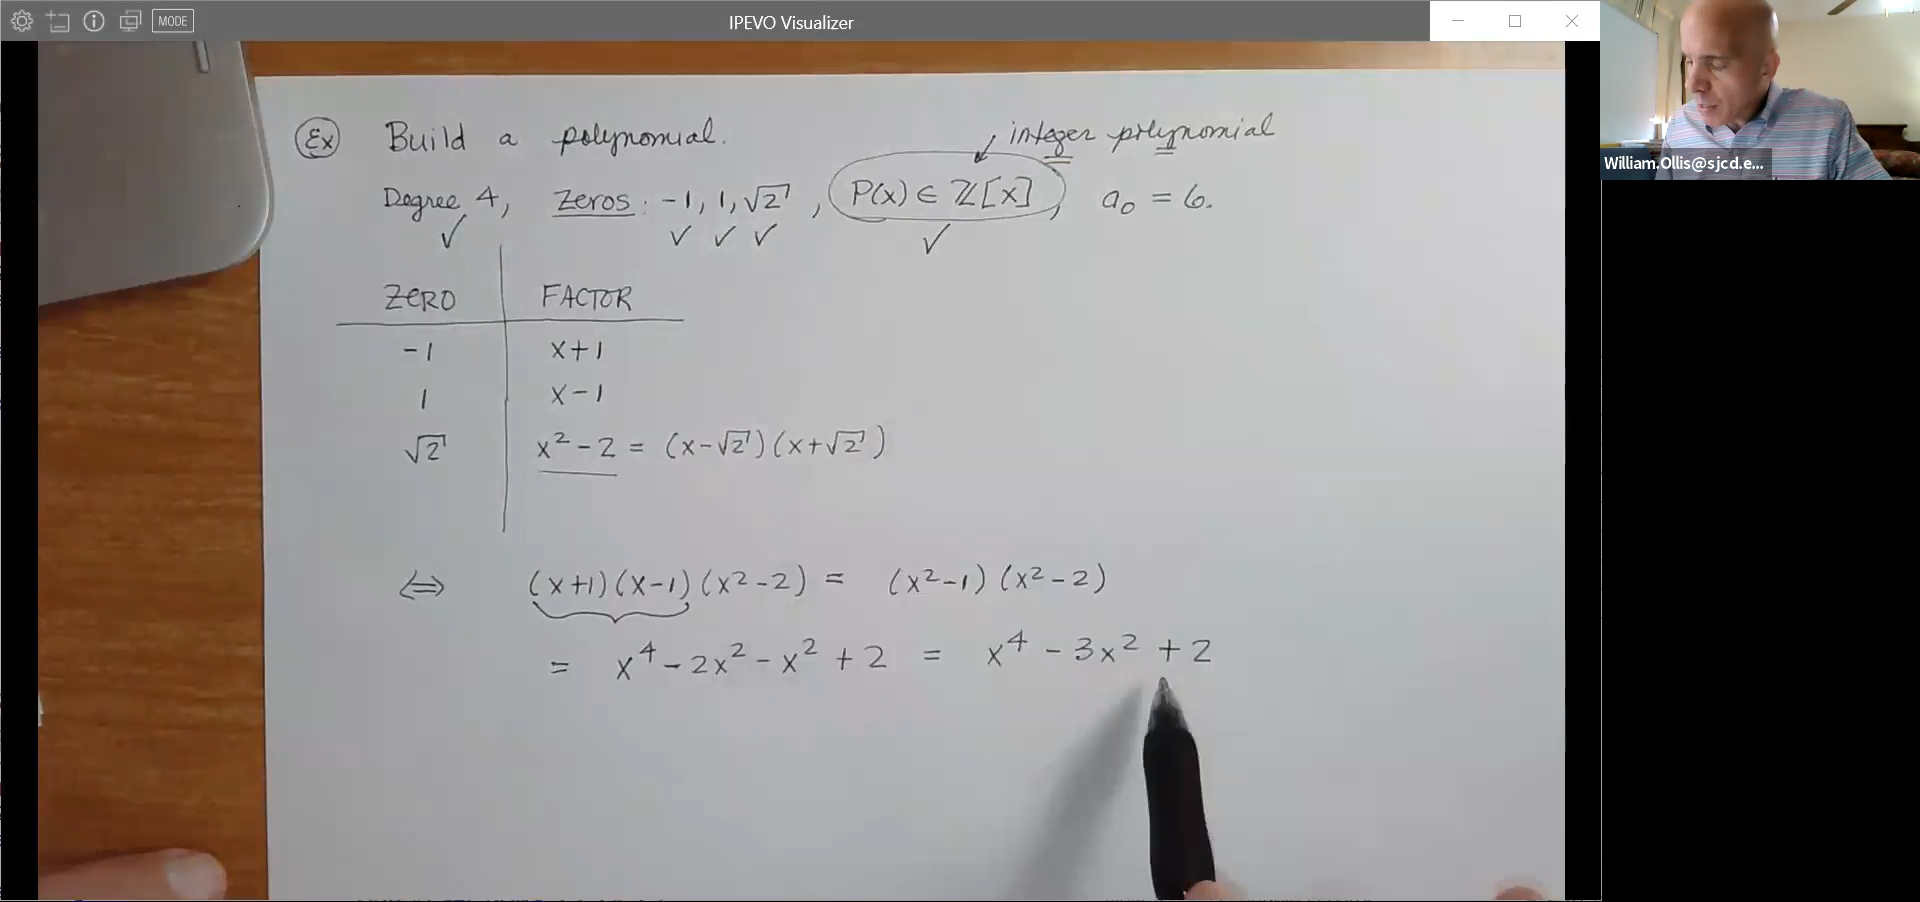 MODE
IPEVO Visualizer
William.Ollis@sjcd.e...
Ex Build a polynomial.
integer polynomial
Degree 4, Zeros: -1, 1, √2, P(x) ∈ ℤ[x], a₀ = 6.
✓ ✓ ✓ ✓ ✓
ZERO FACTOR
-1 x+1
1 x-1
√2 x²-2 = (x-√2)(x+√2)
⟺ (x+1)(x-1)(x²-2) = (x²-1)(x²-2)
= x⁴-2x²-x²+2 = x⁴-3x²+2